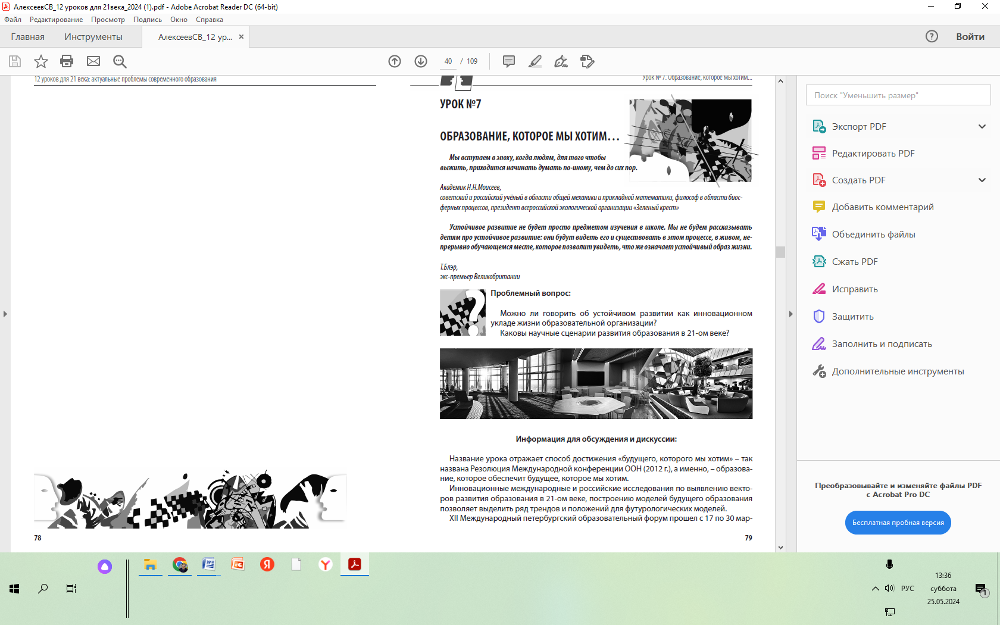 АлексеевСВ_12 уроков для 21века_2024 (1).pdf - Adobe Acrobat Reader DC (64-bit)
Файл Редактирование Просмотр Подпись Окно Справка
Главная Инструменты АлексеевСВ_12 ур... × ? Войти
40 / 109
12 уроков для 21 века: актуальные проблемы современного образования
78
Урок № 7. Образование, которое мы хотим...
УРОК №7
ОБРАЗОВАНИЕ, КОТОРОЕ МЫ ХОТИМ…
Мы вступаем в эпоху, когда людям, для того чтобы
выжить, приходится начинать думать по-иному, чем до сих пор.
Академик Н.Н.Моисеев,
советский и российский учёный в области общей механики и прикладной математики, философ в области биос-
ферных процессов, президент всероссийской экологической организации «Зеленый крест»
Устойчивое развитие не будет просто предметом изучения в школе. Мы не будем рассказывать
детям про устойчивое развитие: они будут видеть его и существовать в этом процессе, в живом, не-
прерывно обучающемся месте, которое позволит увидеть, что же означает устойчивый образ жизни.
Т.Блэр,
экс-премьер Великобритании
?
Проблемный вопрос:
Можно ли говорить об устойчивом развитии как инновационном
укладе жизни образовательной организации?
Каковы научные сценарии развития образования в 21-ом веке?
Информация для обсуждения и дискуссии:
Название урока отражает способ достижения «будущего, которого мы хотим» – так
названа Резолюция Международной конференции ООН (2012 г.), а именно, – образова-
ние, которое обеспечит будущее, которое мы хотим.
Инновационные международные и российские исследования по выявлению векто-
ров развития образования в 21-ом веке, построению моделей будущего образования
позволяет выделить ряд трендов и положений для футурологических моделей.
XII Международный петербургский образовательный форум прошел с 17 по 30 мар-
79
Поиск "Уменьшить размер"
Экспорт PDF
Редактировать PDF
Создать PDF
Добавить комментарий
Объединить файлы
Сжать PDF
Исправить
Защитить
Заполнить и подписать
Дополнительные инструменты
Преобразовывайте и изменяйте файлы PDF
с Acrobat Pro DC
Бесплатная пробная версия
Я
РУС
13:36
суббота
25.05.2024
1